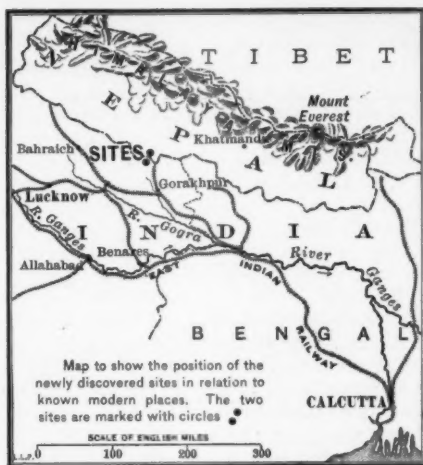 TIBET
HIMALAYAS
NEPAL
Mount
Everest
Khatmandu
Bahraich
SITES
Gorakhpur
Lucknow
R. Gogra
R. Ganges
INDIA
Benares
Allahabad
EAST INDIAN RAILWAY
River Ganges
BENGAL
Map to show the position of the
newly discovered sites in relation to
known modern places. The two
sites are marked with circles
CALCUTTA
SCALE OF ENGLISH MILES
0 100 200 300